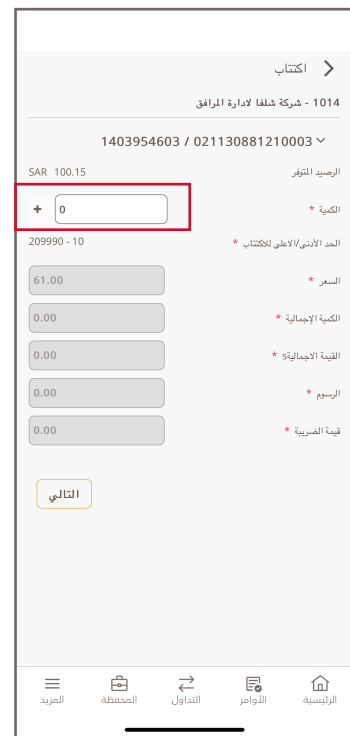 اكتتاب
1014 - شركة شلفا لادارة المرافق
1403954603 / 021130881210003
الرصيد المتوفر SAR 100.15
الكمية * 0 +
الحد الأدنى/الاعلى للاكتتاب * 209990 - 10
السعر * 61.00
الكمية الإجمالية * 0.00
القيمة الاجماليةs * 0.00
الرسوم * 0.00
قيمة الضريبة * 0.00
التالي
الرئيسية الأوامر التداول المحفظة المزيد